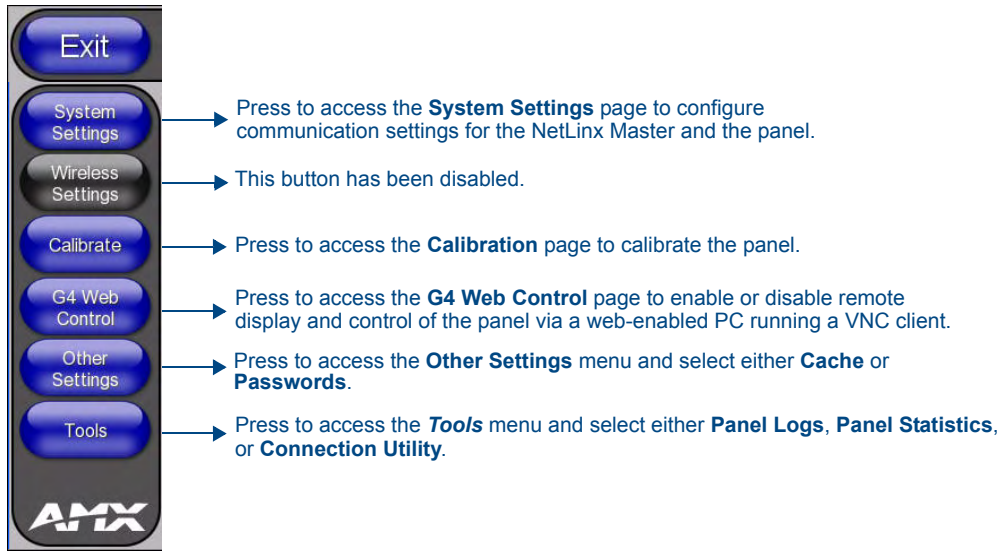 Exit
System
Settings
Press to access the System Settings page to configure
communication settings for the NetLinx Master and the panel.
Wireless
Settings
This button has been disabled.
Calibrate
Press to access the Calibration page to calibrate the panel.
G4 Web
Control
Press to access the G4 Web Control page to enable or disable remote
display and control of the panel via a web-enabled PC running a VNC client.
Other
Settings
Press to access the Other Settings menu and select either Cache or
Passwords.
Tools
Press to access the Tools menu and select either Panel Logs, Panel Statistics,
or Connection Utility.
AMX